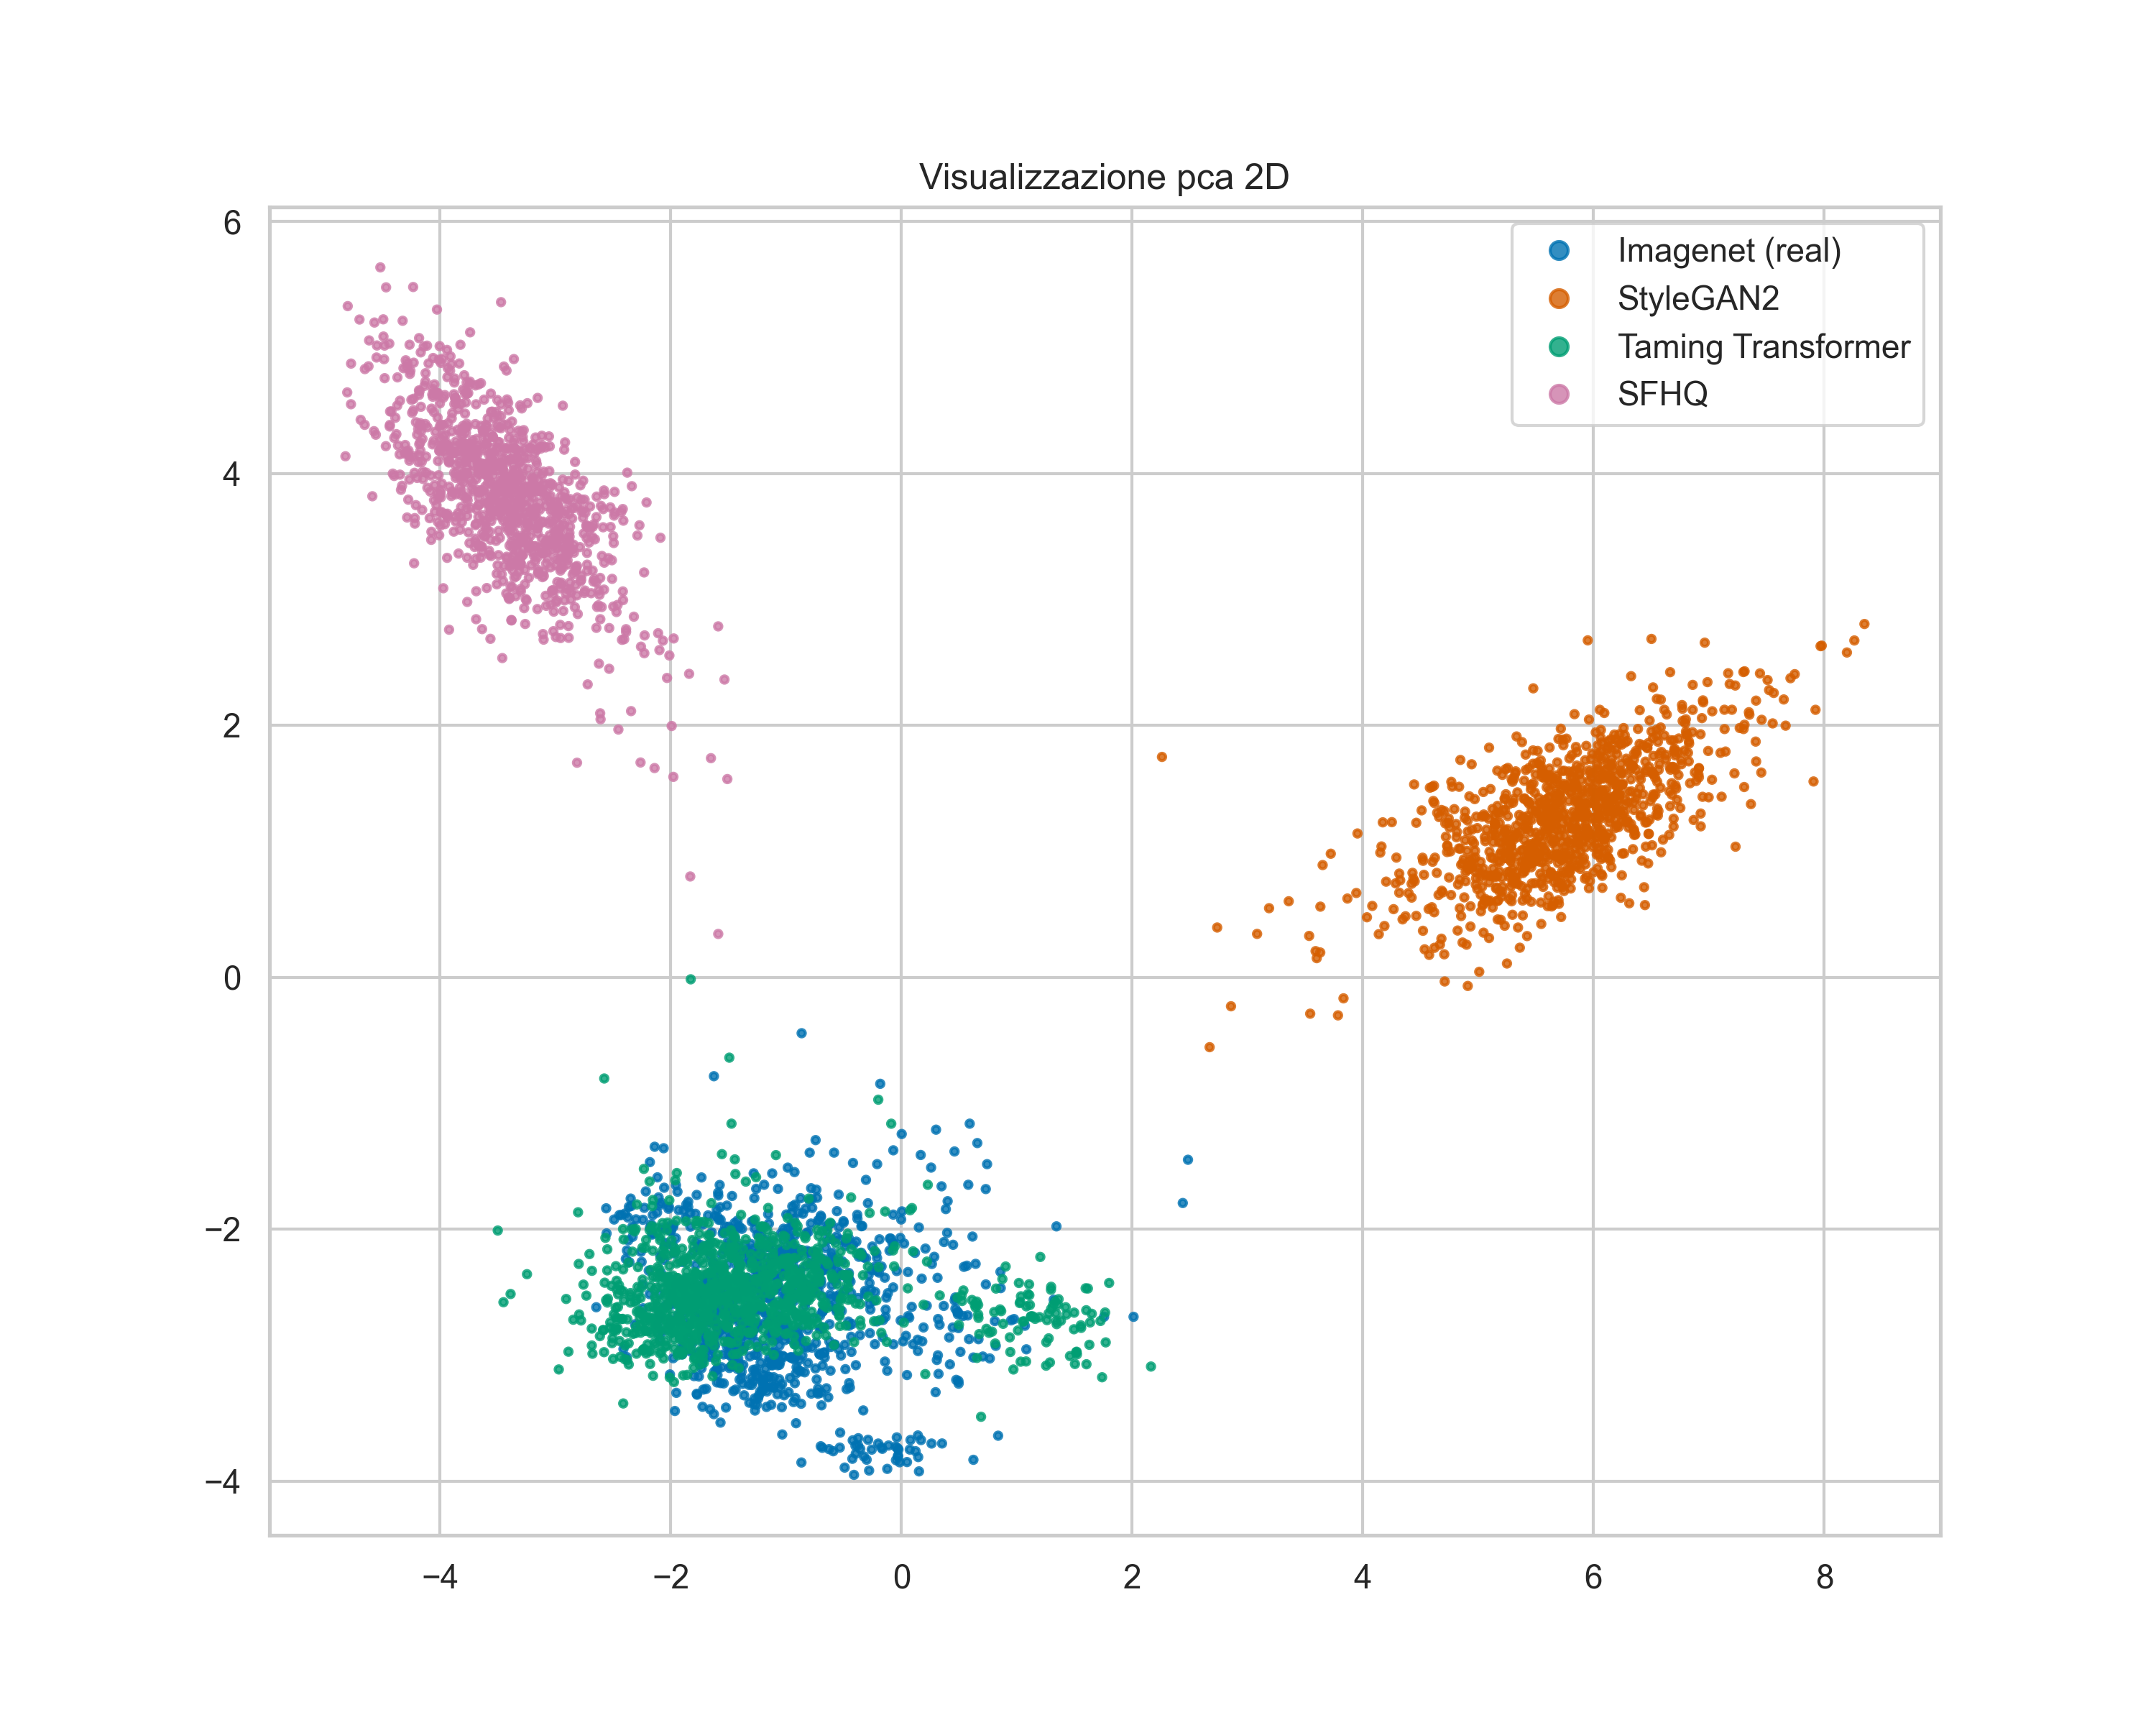 Visualizzazione pca 2D
Imagenet (real)
StyleGAN2
Taming Transformer
SFHQ
6
4
2
0
−2
−4
−4 −2 0 2 4 6 8